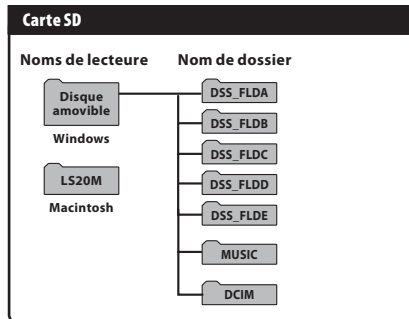 Carte SD
Noms de lecteure
Nom de dossier
Disque
amovible
Windows
LS20M
Macintosh
DSS_FLDA
DSS_FLDB
DSS_FLDC
DSS_FLDD
DSS_FLDE
MUSIC
DCIM